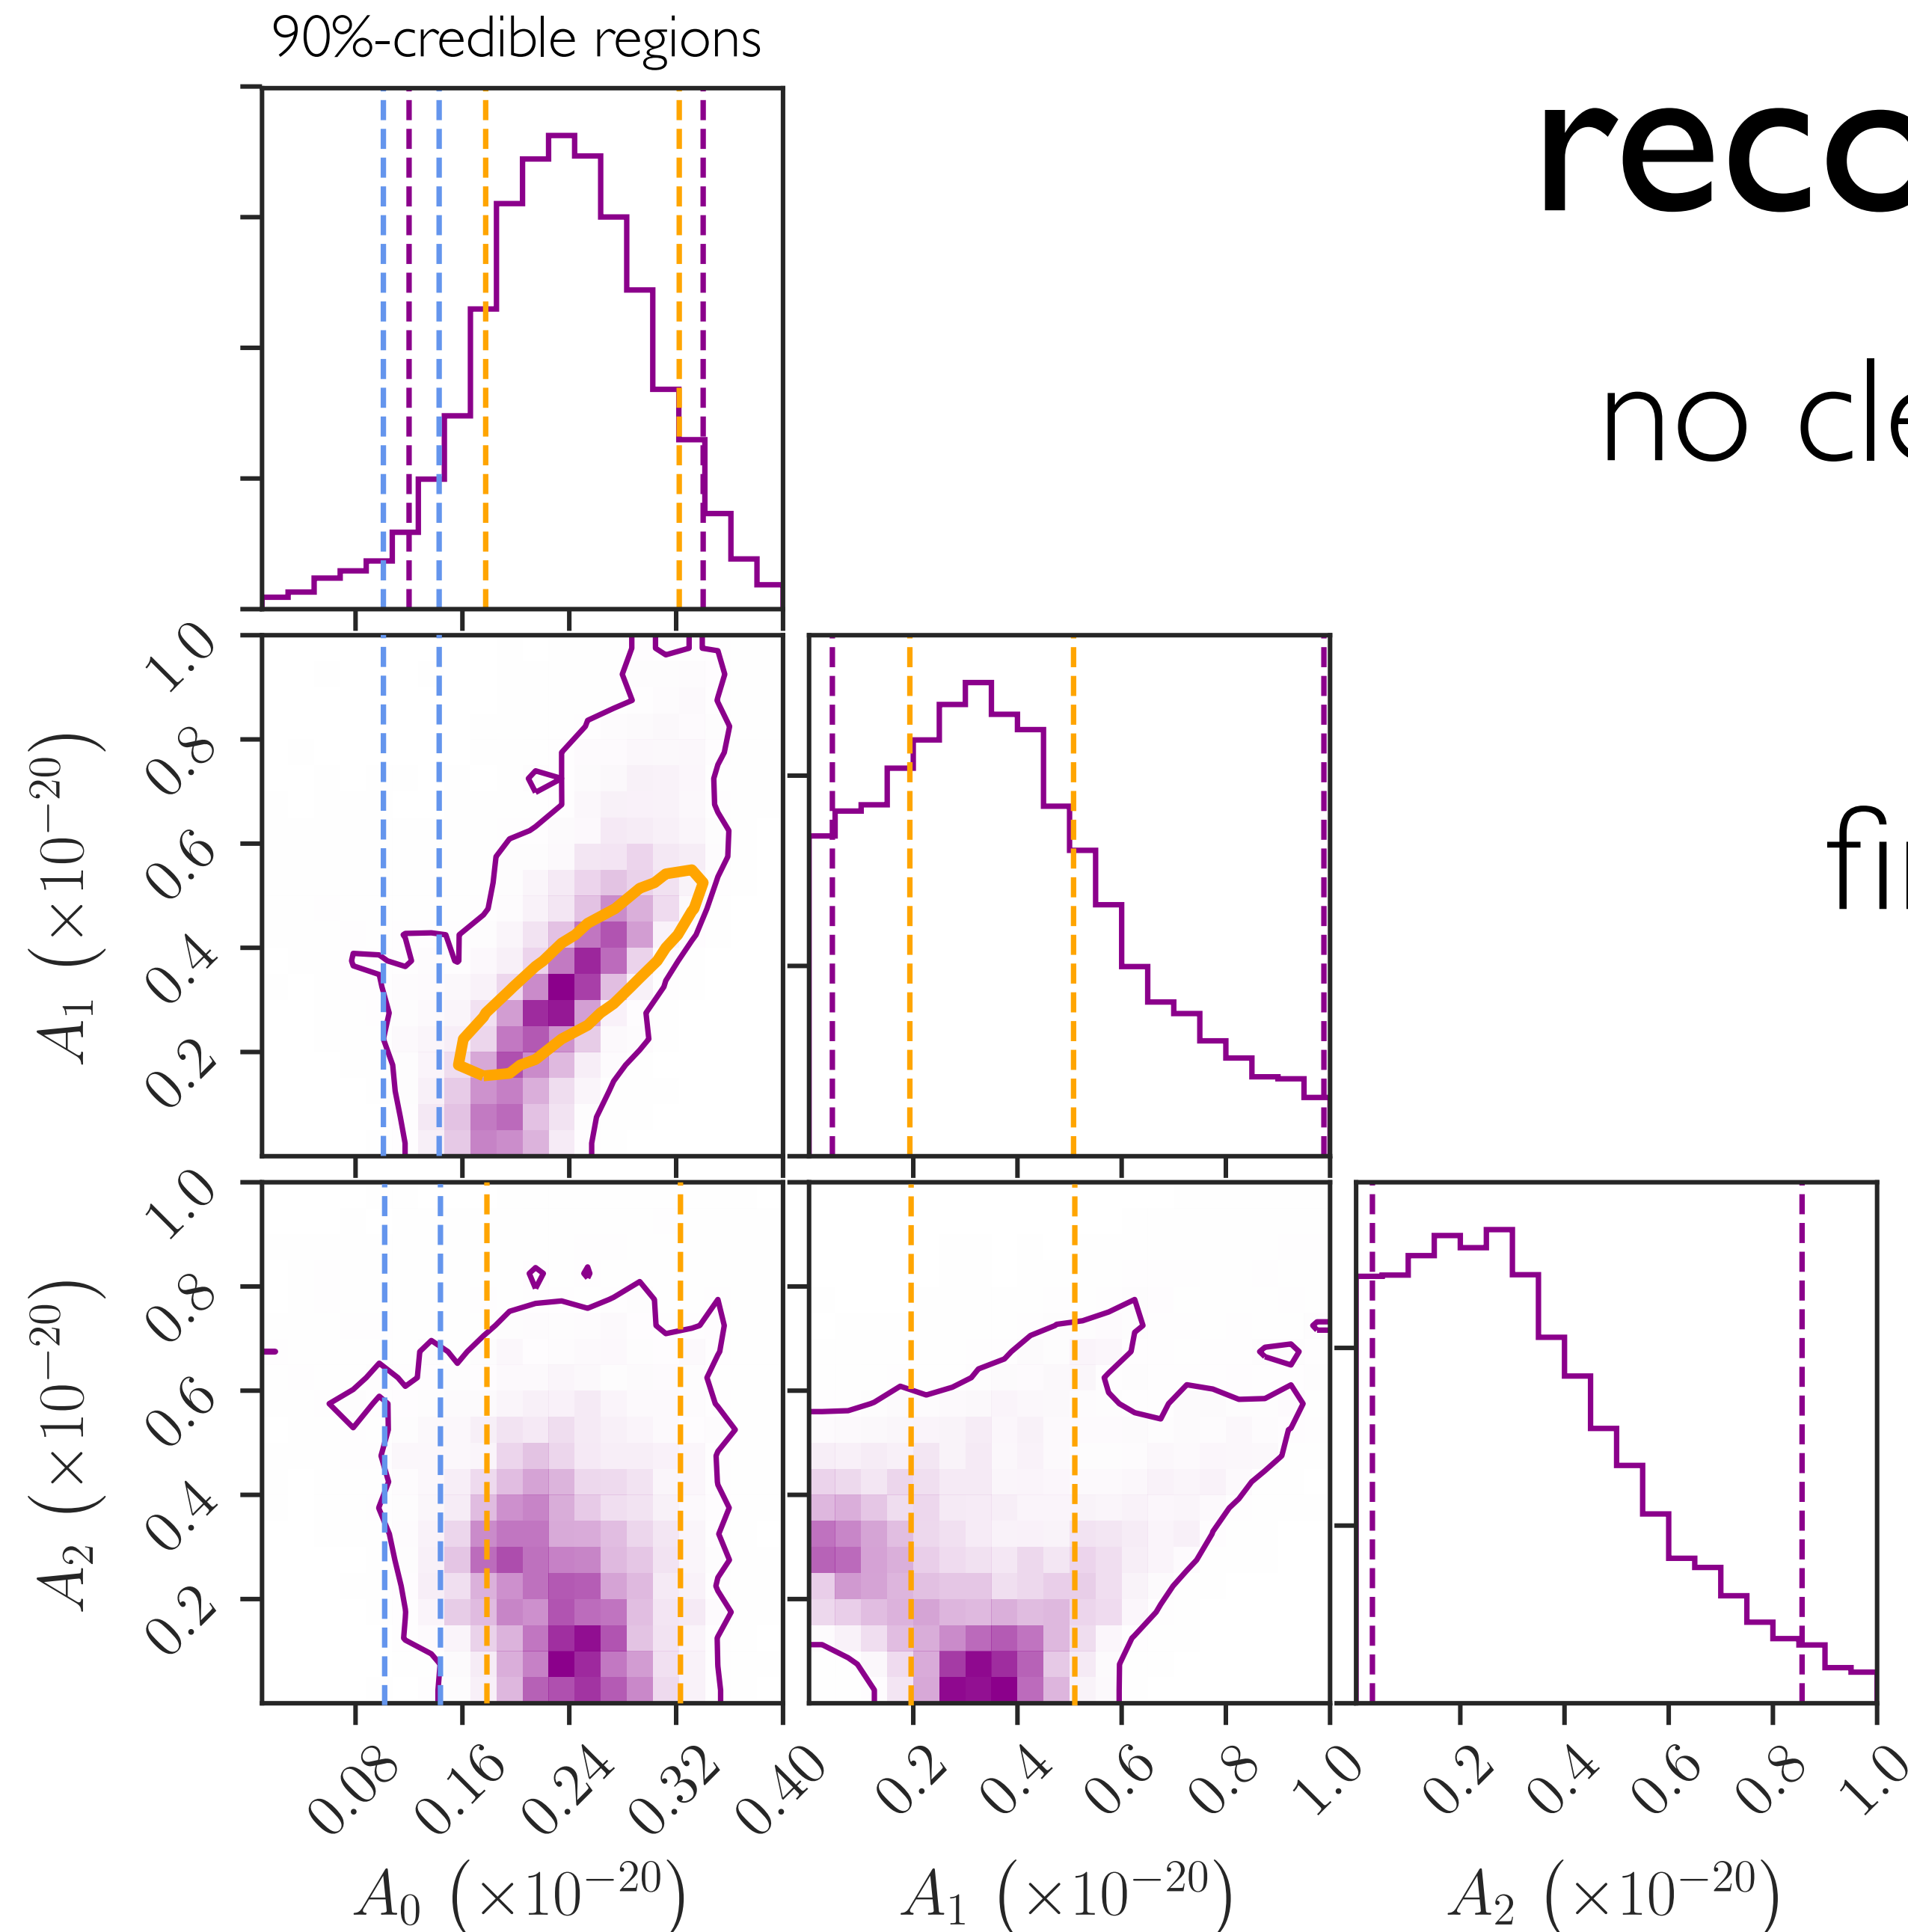 90%-credible regions
reco
no cle
fin
1.0
0.8
0.6
0.4
0.2
A₁ (×10⁻²⁰)
1.0
0.8
0.6
0.4
0.2
A₂ (×10⁻²⁰)
0.08 0.16 0.24 0.32 0.40 0.2 0.4 0.6 0.8 1.0 0.2 0.4 0.6 0.8 1.0
A₀ (×10⁻²⁰) A₁ (×10⁻²⁰) A₂ (×10⁻²⁰)